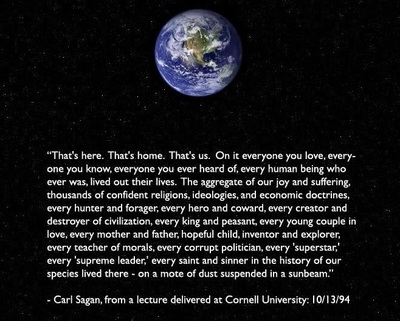 “That's here. That's home. That's us. On it everyone you love, every-
one you know, everyone you ever heard of, every human being who
ever was, lived out their lives. The aggregate of our joy and suffering,
thousands of confident religions, ideologies, and economic doctrines,
every hunter and forager, every hero and coward, every creator and
destroyer of civilization, every king and peasant, every young couple in
love, every mother and father, hopeful child, inventor and explorer,
every teacher of morals, every corrupt politician, every 'superstar,'
every 'supreme leader,' every saint and sinner in the history of our
species lived there - on a mote of dust suspended in a sunbeam.”
- Carl Sagan, from a lecture delivered at Cornell University: 10/13/94